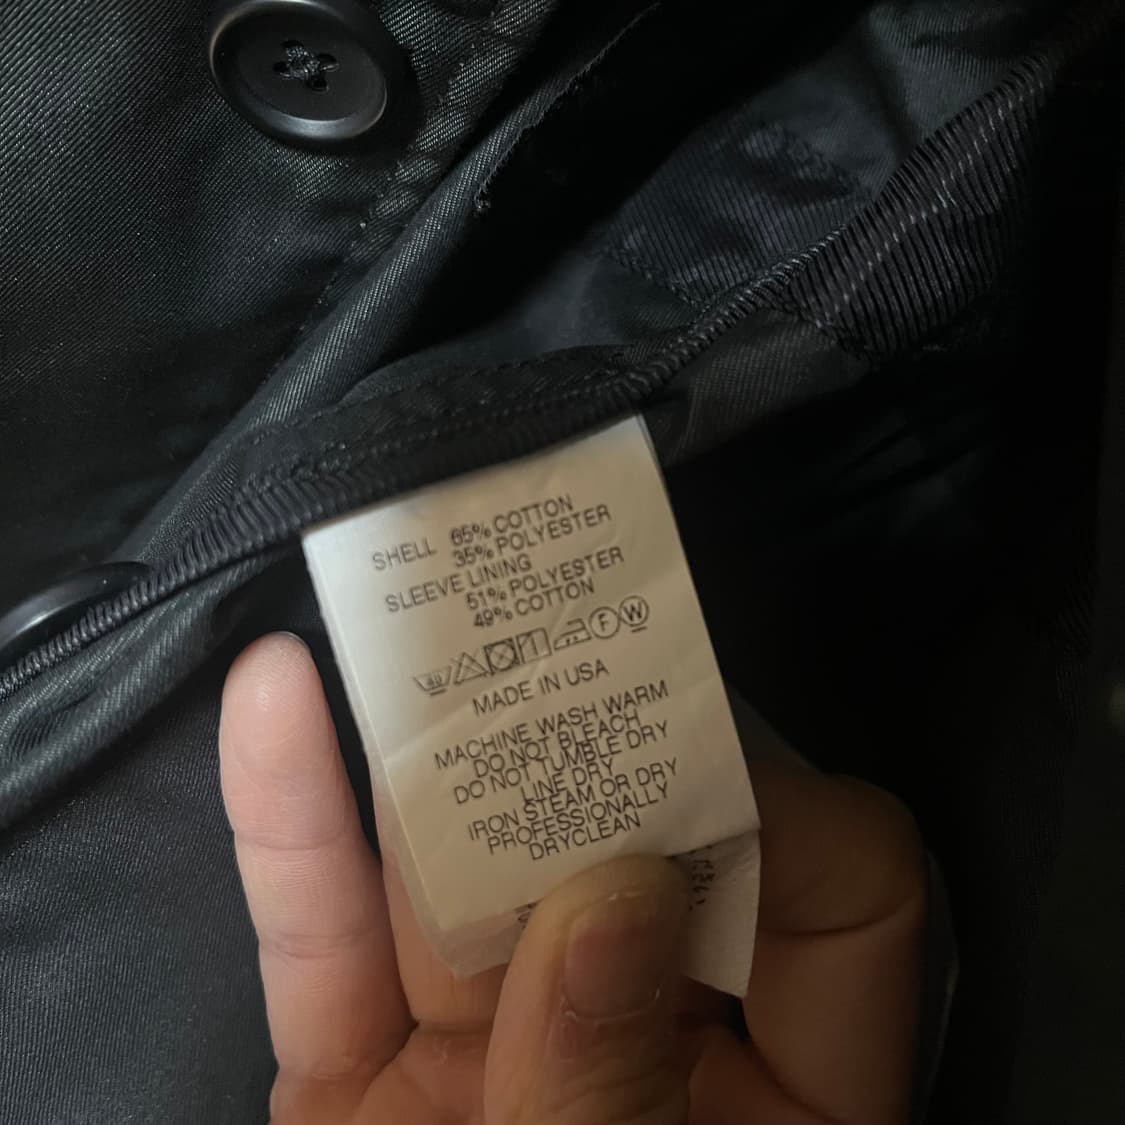 SHELL 65% COTTON
35% POLYESTER
SLEEVE LINING
51% POLYESTER
49% COTTON
40 F W
MADE IN USA
MACHINE WASH WARM
DO NOT BLEACH
DO NOT TUMBLE DRY
LINE DRY
IRON STEAM OR DRY
PROFESSIONALLY
DRYCLEAN